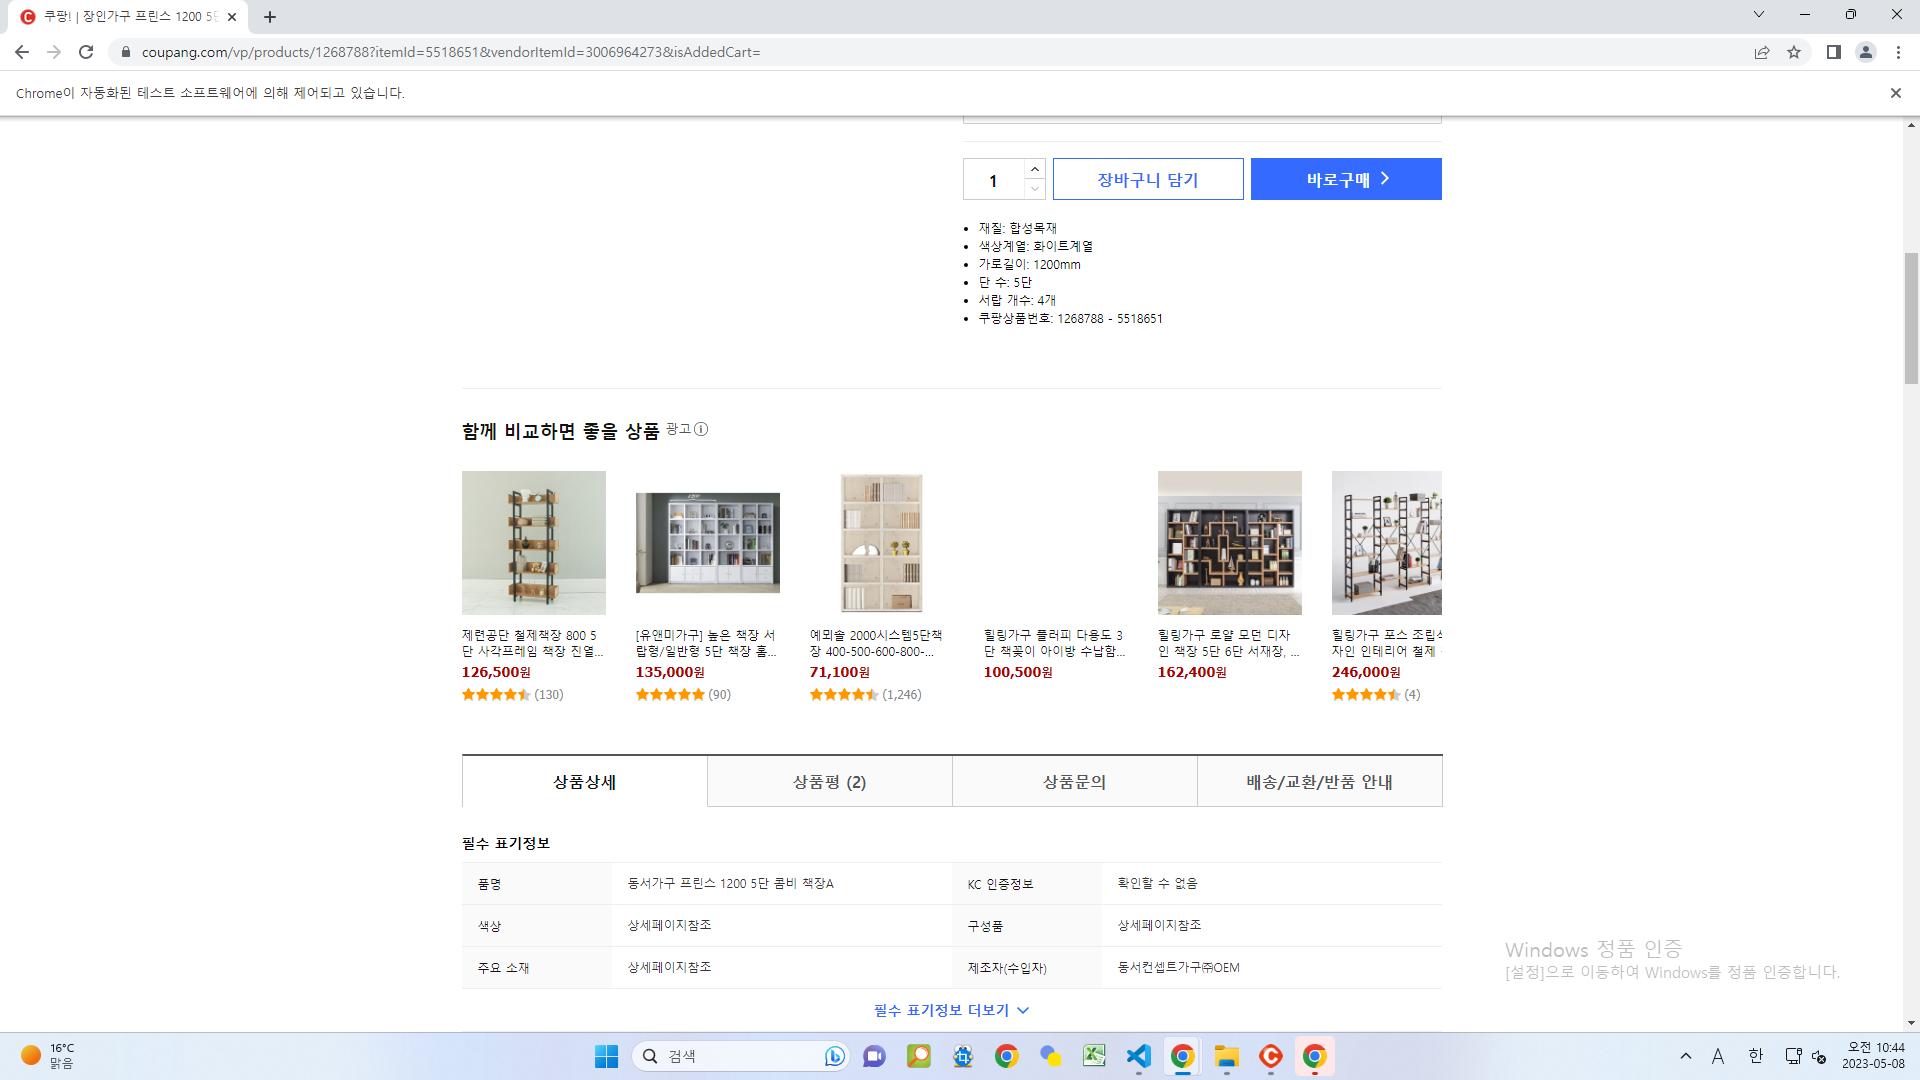 쿠팡! | 장인가구 프린스 1200 5단
coupang.com/vp/products/1268788?itemId=5518651&vendorItemId=3006964273&isAddedCart=
Chrome이 자동화된 테스트 소프트웨어에 의해 제어되고 있습니다.
1
장바구니 담기
바로구매
• 재질: 합성목재
• 색상계열: 화이트계열
• 가로길이: 1200mm
• 단 수: 5단
• 서랍 개수: 4개
• 쿠팡상품번호: 1268788 - 5518651
함께 비교하면 좋을 상품 광고
제련공단 철제책장 800 5
단 사각프레임 책장 진열...
126,500원
(130)
[유앤미가구] 높은 책장 서
랍형/일반형 5단 책장 홈...
135,000원
(90)
예뫼솔 2000시스템5단책
장 400-500-600-800-...
71,100원
(1,246)
힐링가구 플러피 다용도 3
단 책꽂이 아이방 수납함...
100,500원
힐링가구 로얄 모던 디자
인 책장 5단 6단 서재장, ...
162,400원
힐링가구 포스 조립식
자인 인테리어 철제
246,000원
(4)
상품상세
상품평 (2)
상품문의
배송/교환/반품 안내
필수 표기정보
품명 동서가구 프린스 1200 5단 콤비 책장A KC 인증정보 확인할 수 없음
색상 상세페이지참조 구성품 상세페이지참조
주요 소재 상세페이지참조 제조자(수입자) 동서컨셉트가구㈜OEM
필수 표기정보 더보기
Windows 정품 인증
[설정]으로 이동하여 Windows를 정품 인증합니다.
16°C
맑음
검색
A
한
오전 10:44
2023-05-08